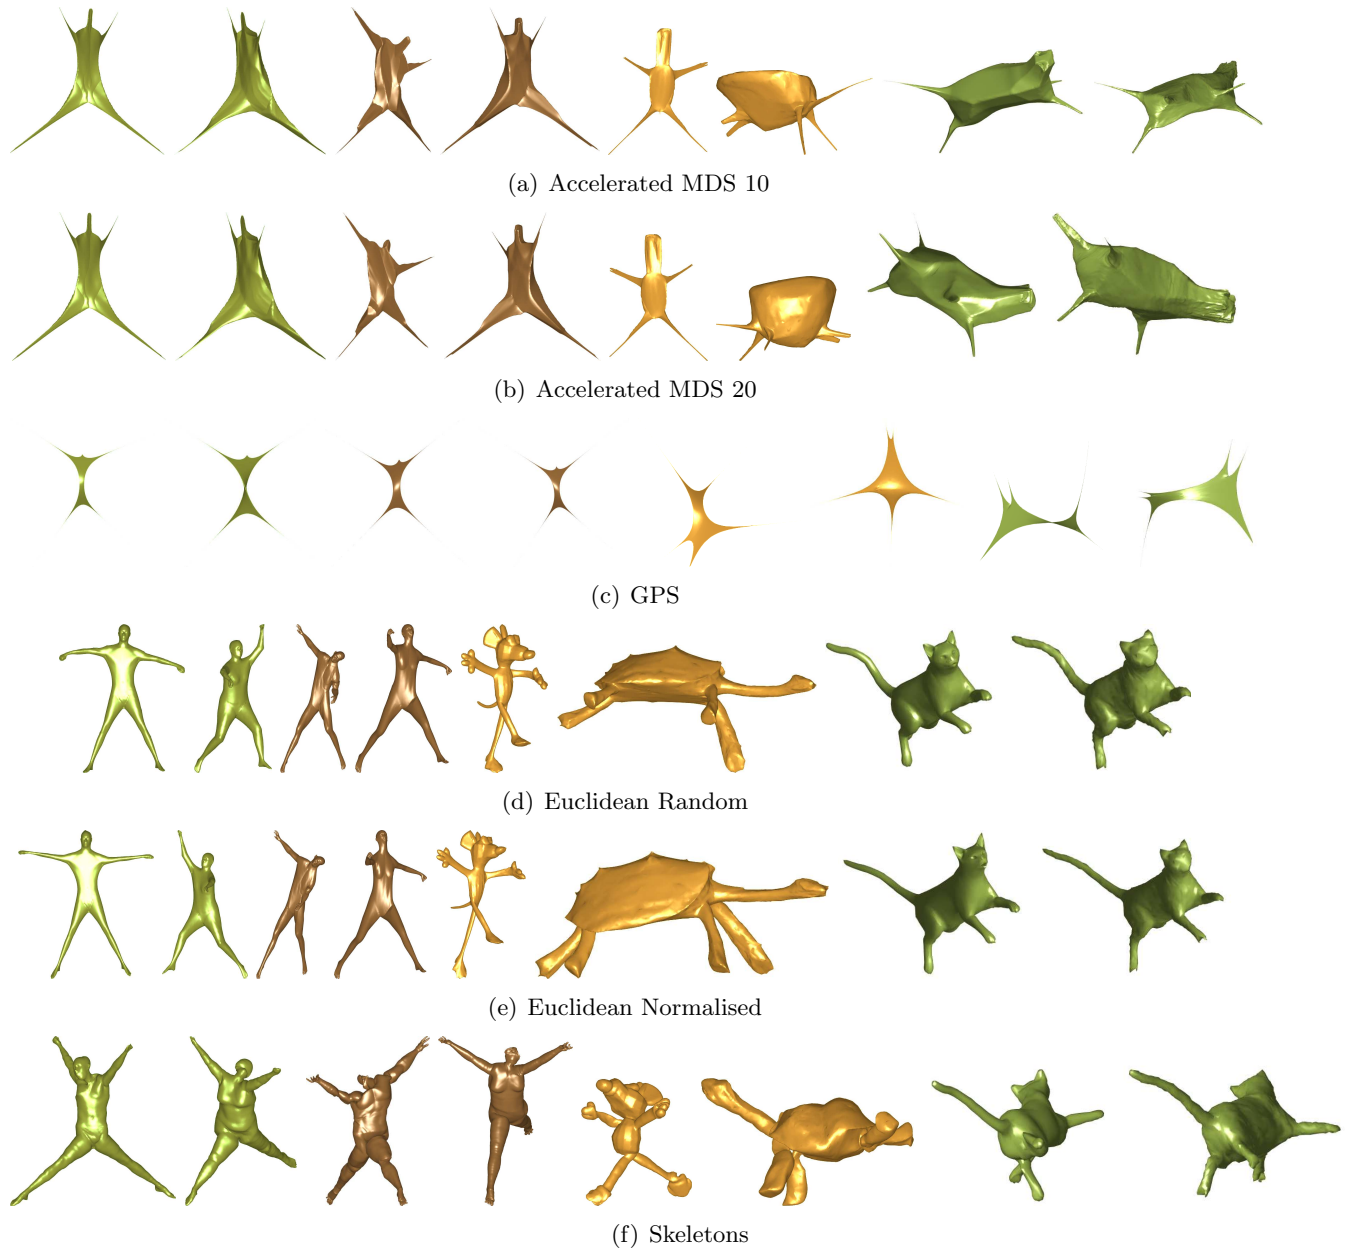 (a) Accelerated MDS 10
(b) Accelerated MDS 20
(c) GPS
(d) Euclidean Random
(e) Euclidean Normalised
(f) Skeletons